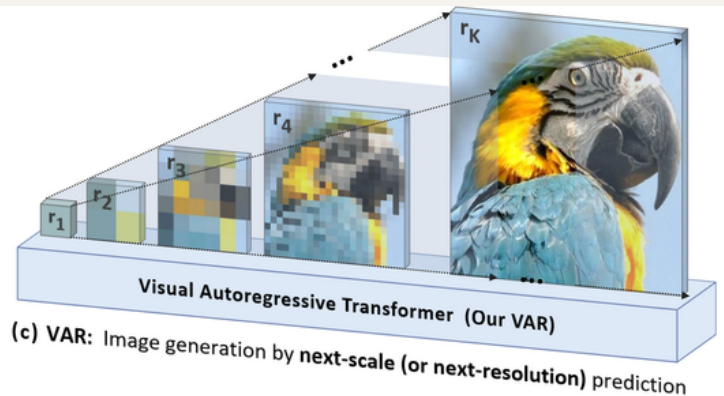 r1
r2
r3
r4
...
rK
...
...
Visual Autoregressive Transformer (Our VAR)
(c) VAR: Image generation by next-scale (or next-resolution) prediction